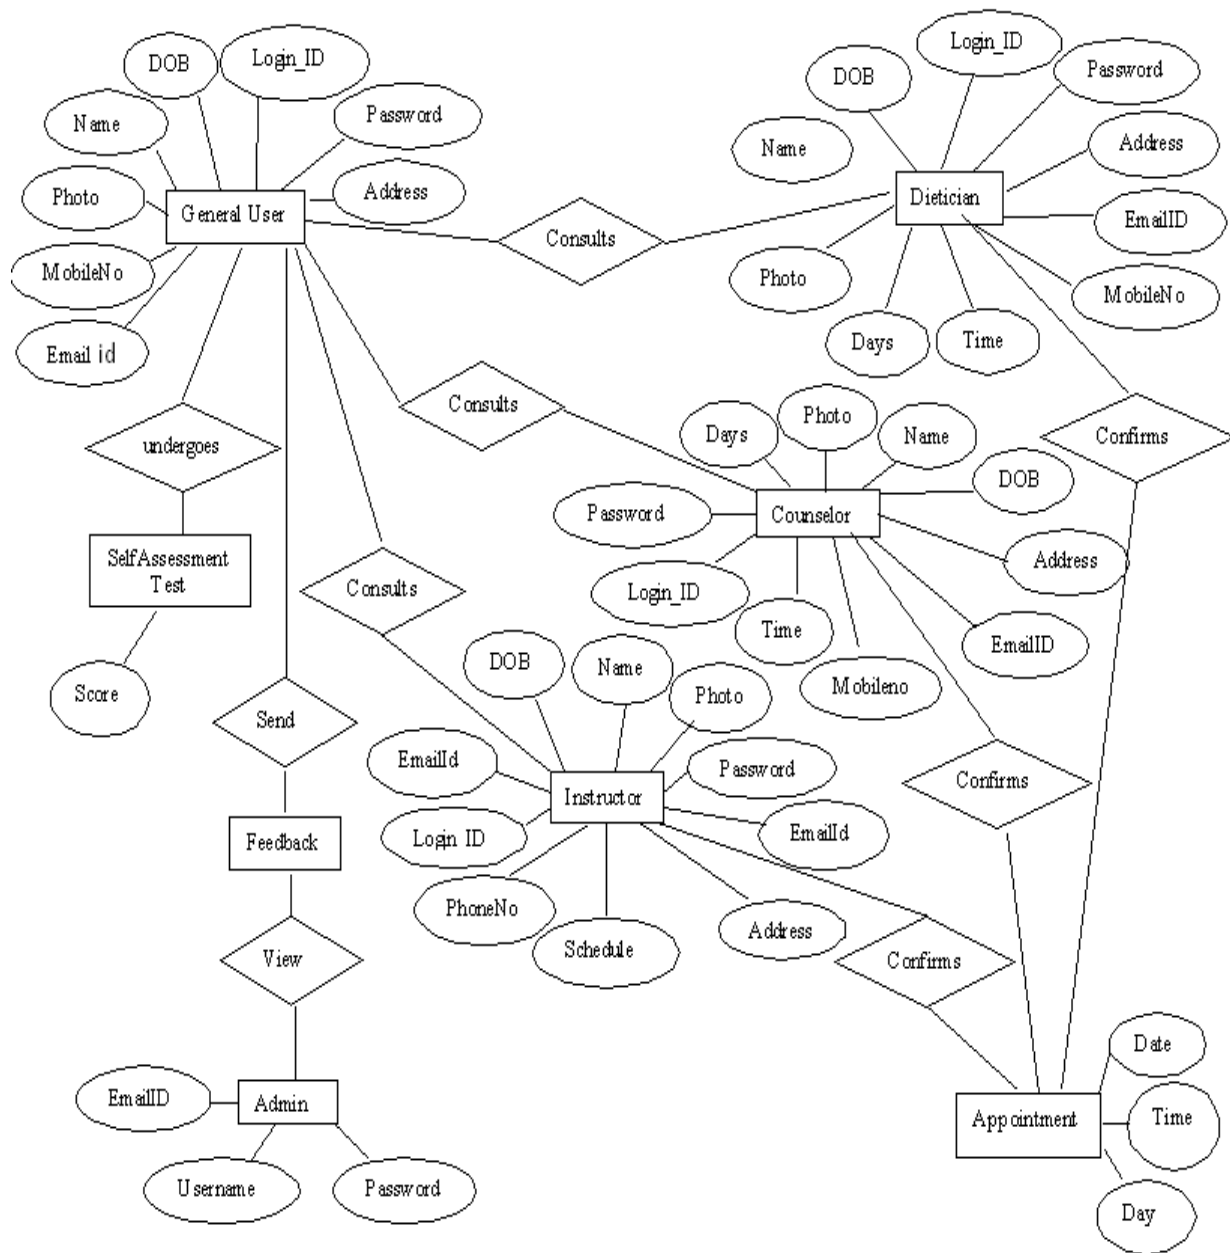 DOB
Login_ID
Name
Password
Photo
Address
General User
MobileNo
Email id
Login_ID
DOB
Password
Name
Address
Dietician
EmailID
Photo
MobileNo
Days
Time
Consults
Consults
undergoes
Confirms
Photo
Days
Name
DOB
Password
Counselor
Address
Login_ID
Time
EmailID
Mobileno
SelfAssessment
Test
Consults
Score
Send
DOB
Name
Photo
EmailId
Password
Instructor
Login ID
EmailId
PhoneNo
Schedule
Address
Confirms
Confirms
Feedback
View
EmailID
Admin
Username
Password
Date
Appointment
Time
Day